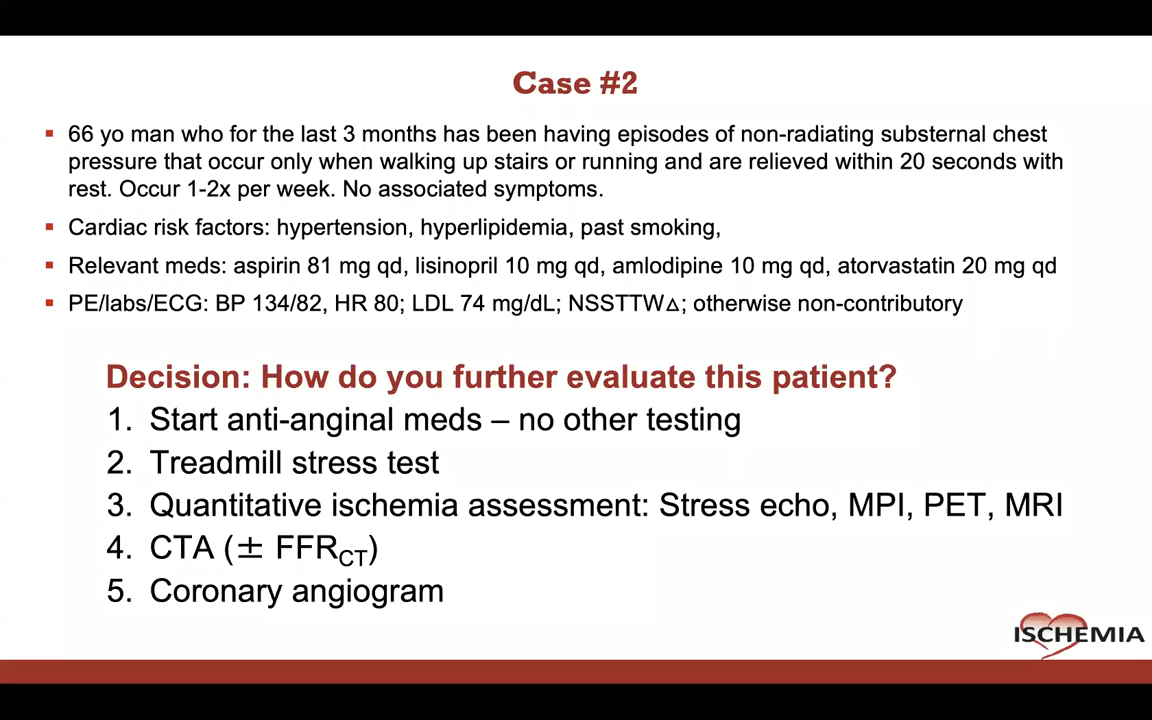 Case #2
▪ 66 yo man who for the last 3 months has been having episodes of non-radiating substernal chest
pressure that occur only when walking up stairs or running and are relieved within 20 seconds with
rest. Occur 1-2x per week. No associated symptoms.
▪ Cardiac risk factors: hypertension, hyperlipidemia, past smoking,
▪ Relevant meds: aspirin 81 mg qd, lisinopril 10 mg qd, amlodipine 10 mg qd, atorvastatin 20 mg qd
▪ PE/labs/ECG: BP 134/82, HR 80; LDL 74 mg/dL; NSSTTW△; otherwise non-contributory
Decision: How do you further evaluate this patient?
1. Start anti-anginal meds – no other testing
2. Treadmill stress test
3. Quantitative ischemia assessment: Stress echo, MPI, PET, MRI
4. CTA (± FFRCT)
5. Coronary angiogram
ISCHEMIA